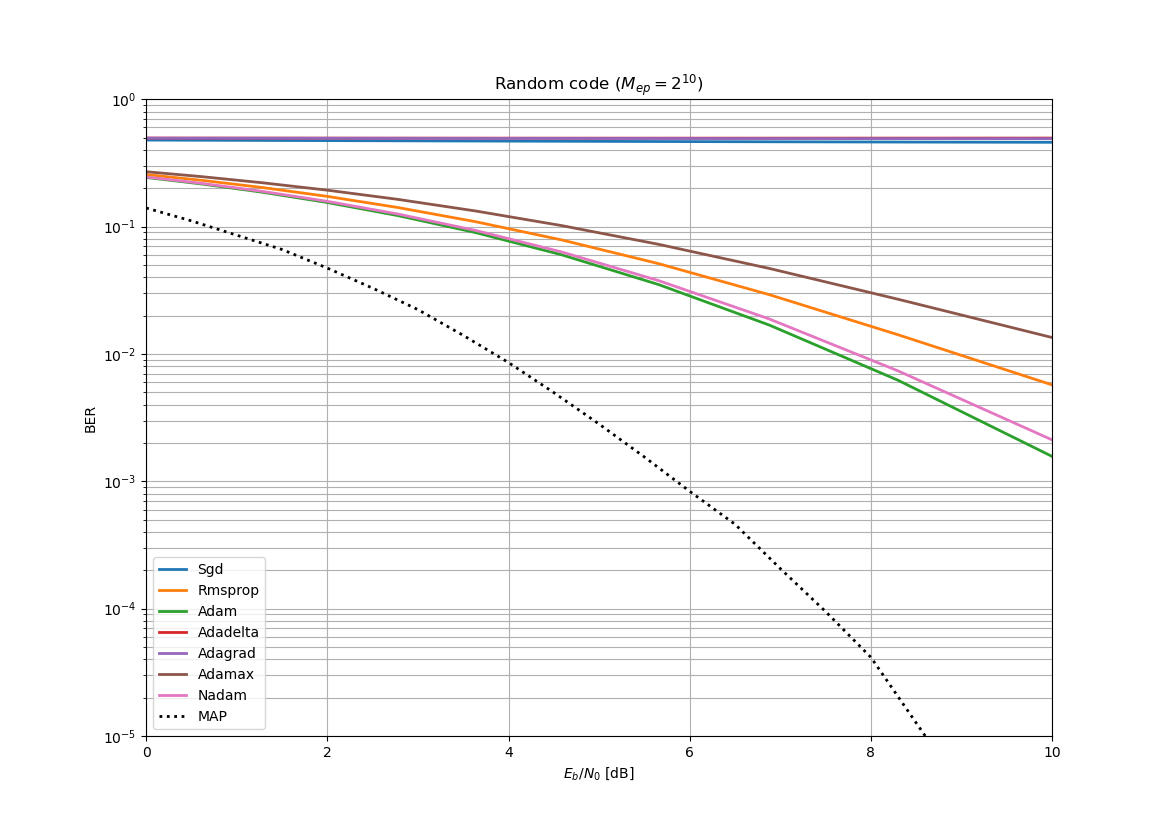 Random code (M_ep = 2^10)
10^0
10^-1
10^-2
10^-3
10^-4
10^-5
BER
Sgd
Rmsprop
Adam
Adadelta
Adagrad
Adamax
Nadam
MAP
0 2 4 6 8 10
E_b/N_0 [dB]